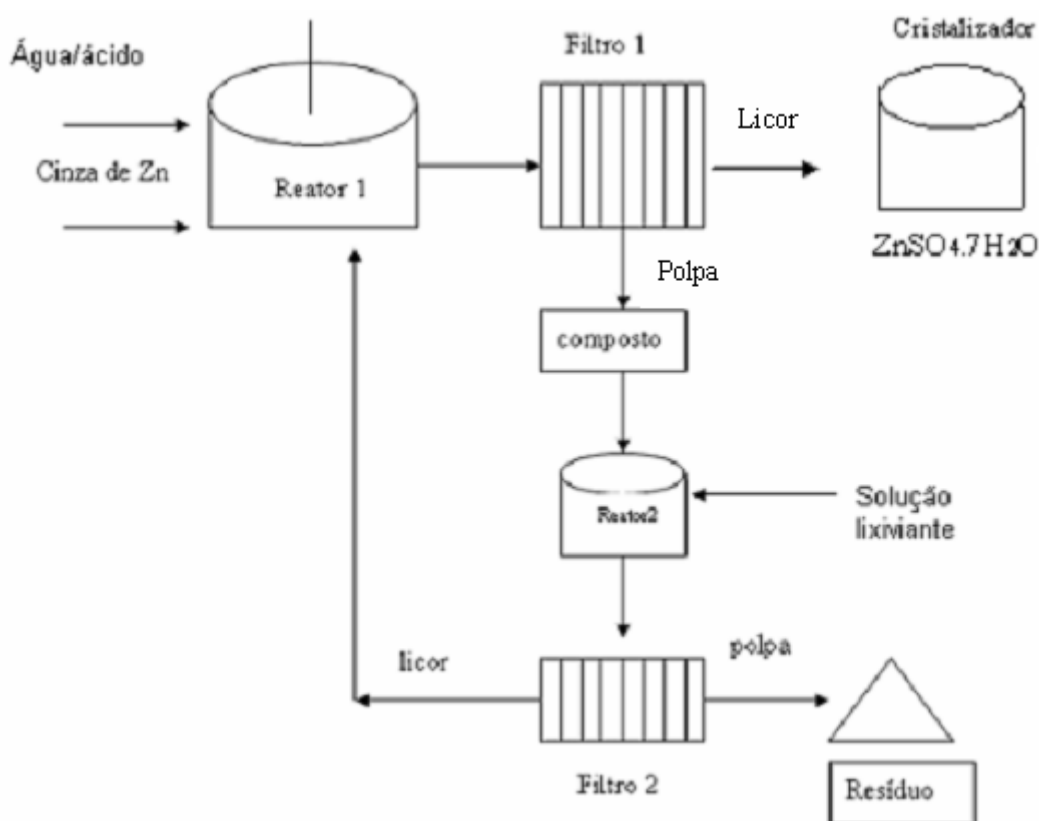 Água/ácido
Cinza de Zn
Reator 1
Filtro 1
Licor
Cristalizador
ZnSO4.7H2O
Polpa
composto
Reator2
Solução
lixiviante
licor
polpa
Filtro 2
Resíduo